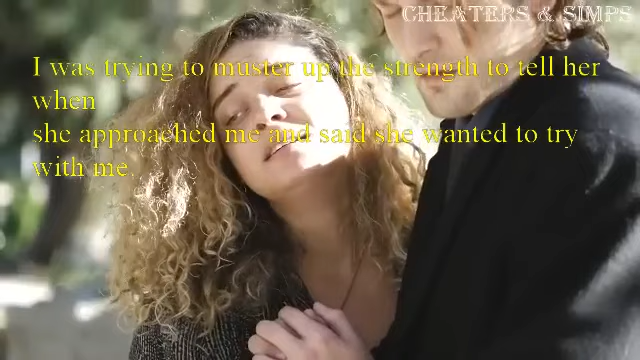 CHEATERS & SIMPS
I was trying to muster up the strength to tell her
when
she approached me and said she wanted to try
with me.